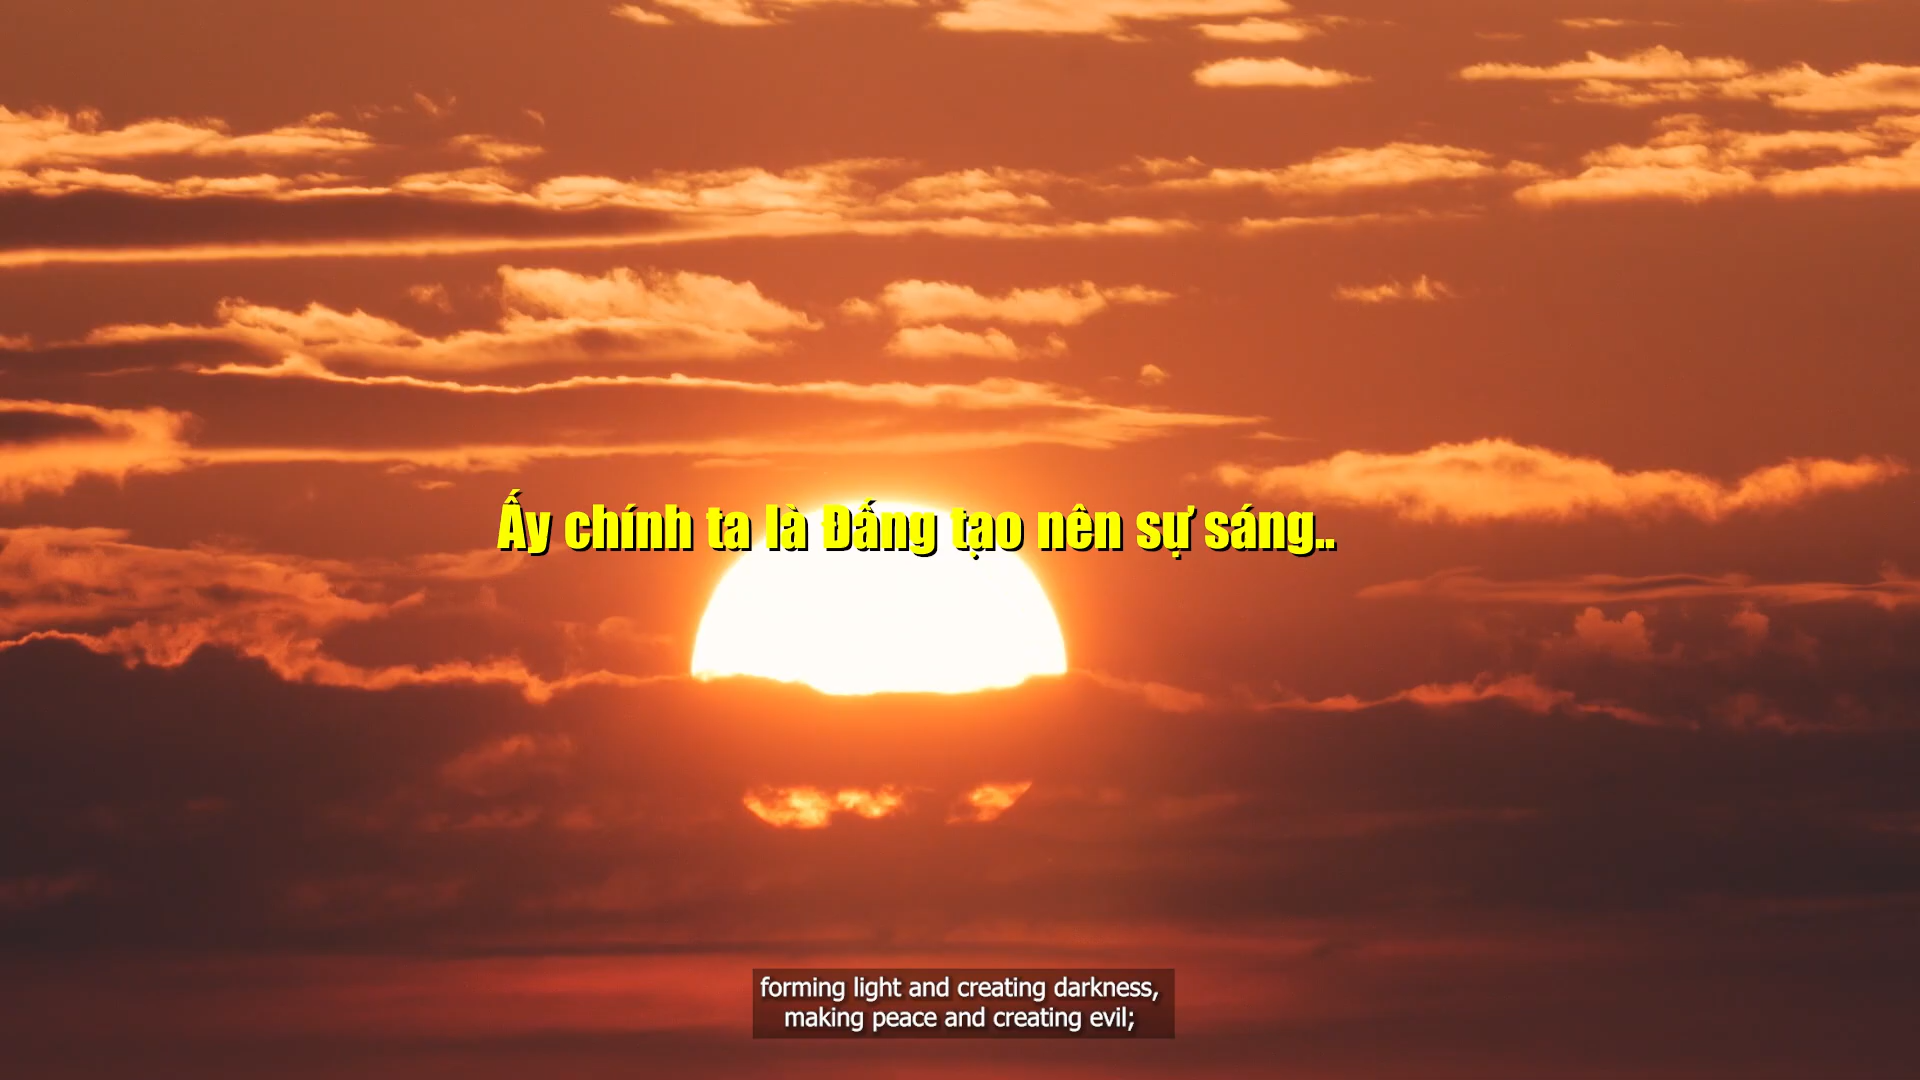 Ấy chính ta là Đấng tạo nên sự sáng..
forming light and creating darkness,
making peace and creating evil;